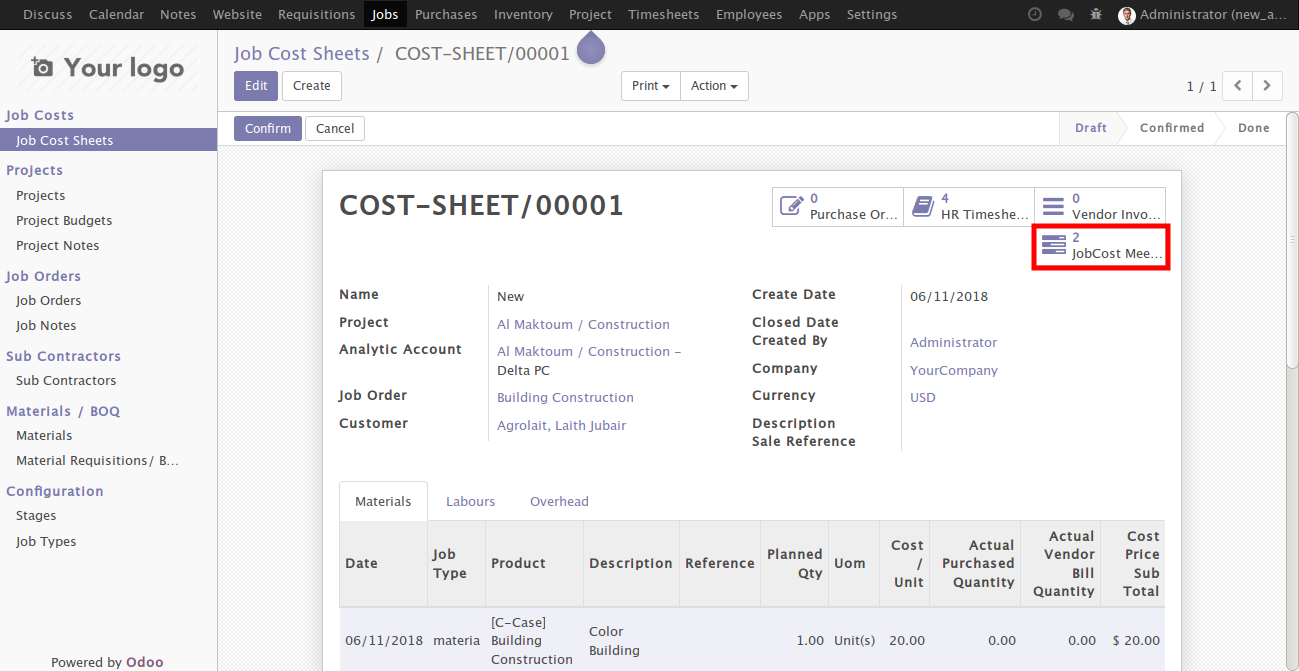 Discuss Calendar Notes Website Requisitions Jobs Purchases Inventory Project Timesheets Employees Apps Settings Administrator (new_a...
Your logo
Job Costs
Job Cost Sheets
Projects
Projects
Project Budgets
Project Notes
Job Orders
Job Orders
Job Notes
Sub Contractors
Sub Contractors
Materials / BOQ
Materials
Material Requisitions/ B...
Configuration
Stages
Job Types
Powered by Odoo
Job Cost Sheets / COST-SHEET/00001
Edit Create Print Action 1 / 1
Confirm Cancel Draft Confirmed Done
COST-SHEET/00001
0
Purchase Or...
4
HR Timeshe...
0
Vendor Invo...
2
JobCost Mee...
Name New
Project Al Maktoum / Construction
Analytic Account Al Maktoum / Construction –
Delta PC
Job Order Building Construction
Customer Agrolait, Laith Jubair
Create Date 06/11/2018
Closed Date
Created By Administrator
Company YourCompany
Currency USD
Description
Sale Reference
Materials Labours Overhead
Date
Job
Type
Product
Description
Reference
Planned
Qty
Uom
Cost
/
Unit
Actual
Purchased
Quantity
Actual
Vendor
Bill
Quantity
Cost
Price
Sub
Total
06/11/2018
materia
[C-Case]
Building
Construction
Color
Building
1.00
Unit(s)
20.00
0.00
0.00
$ 20.00